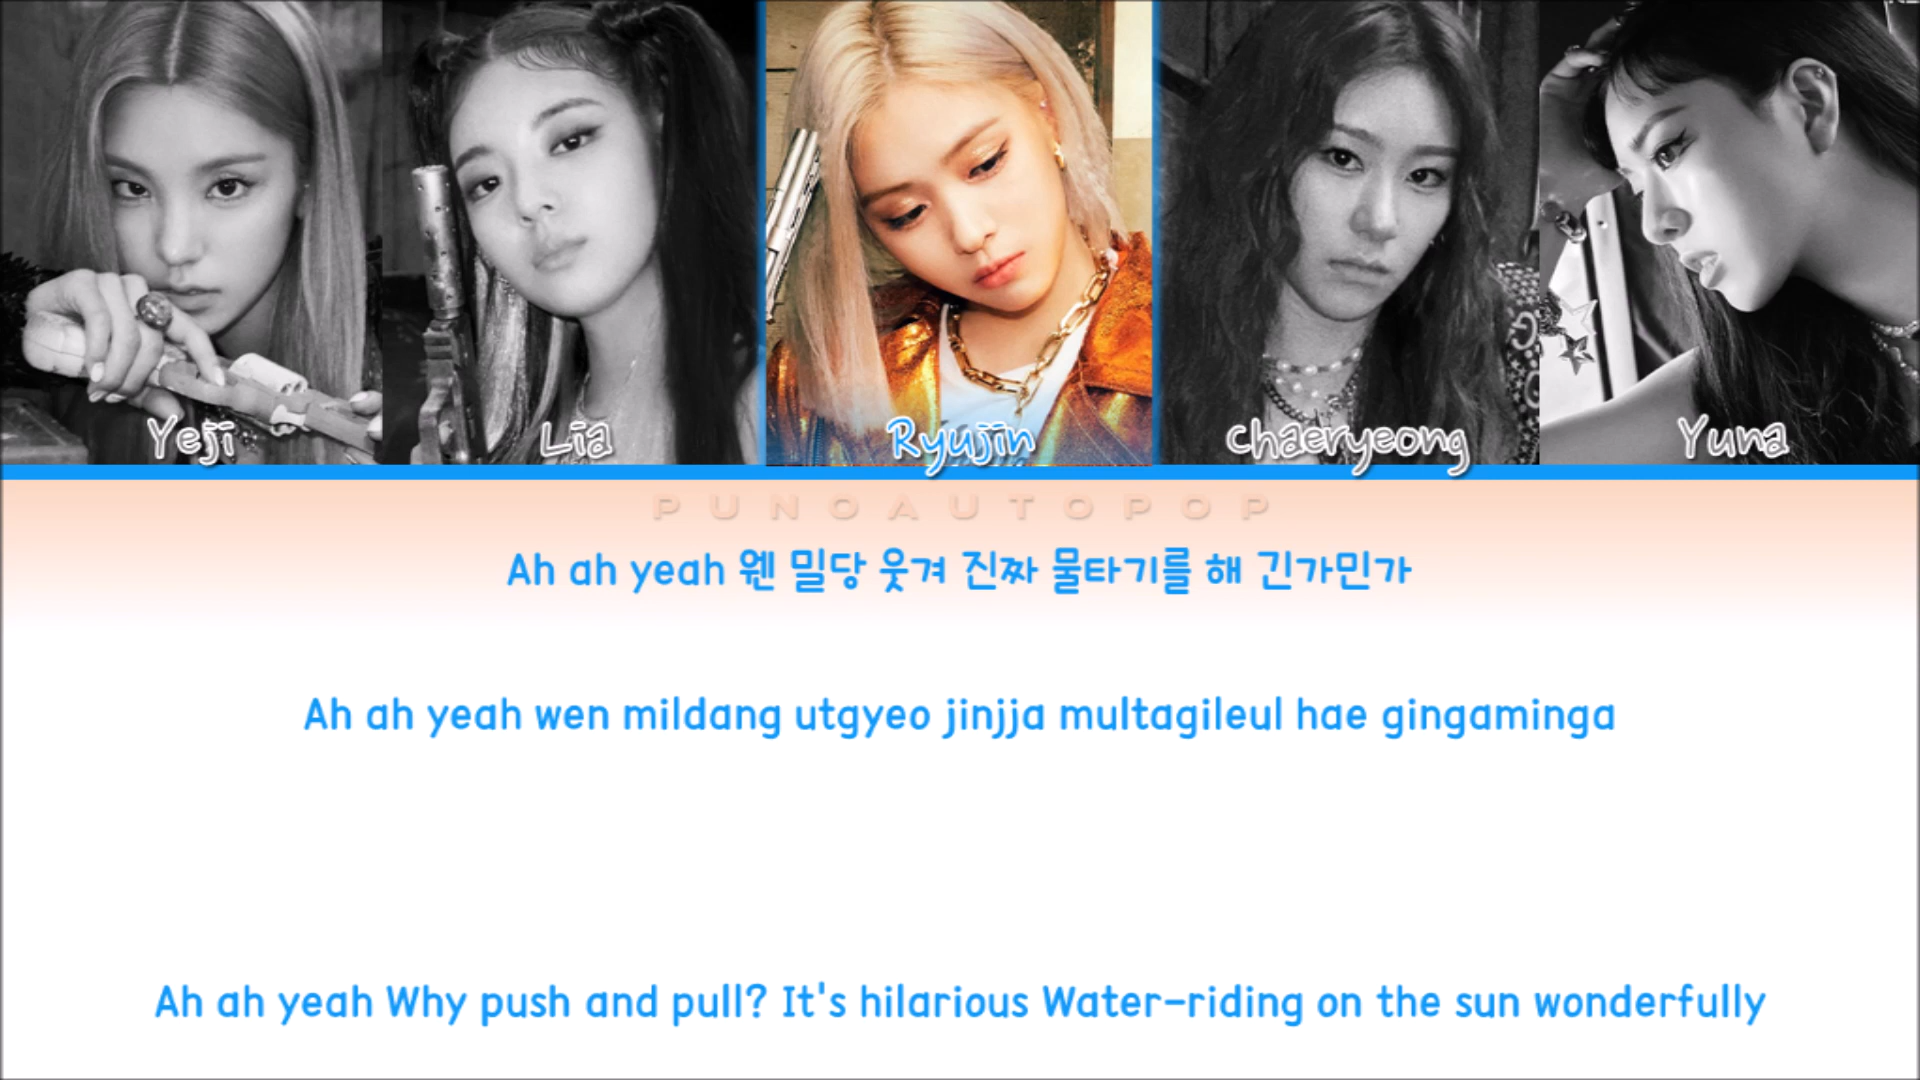 Yeji
Lia
Ryujin
Chaeryeong
Yuna
PUNOAUTOPOP
Ah ah yeah 웬 밀당 웃겨 진짜 물타기를 해 긴가민가
Ah ah yeah wen mildang utgyeo jinjja multagileul hae gingaminga
Ah ah yeah Why push and pull? It's hilarious Water-riding on the sun wonderfully